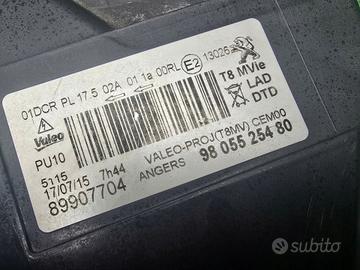 01DCR PL 17.5 02A 01 1a 00RL E2 13026
T8 MVie
Valeo
LAD
DTD
PU10
VALEO-PROJ(T8MV) CEM00
5115 7h44
ANGERS
98 055 254 80
17/07/15
89907704
subito